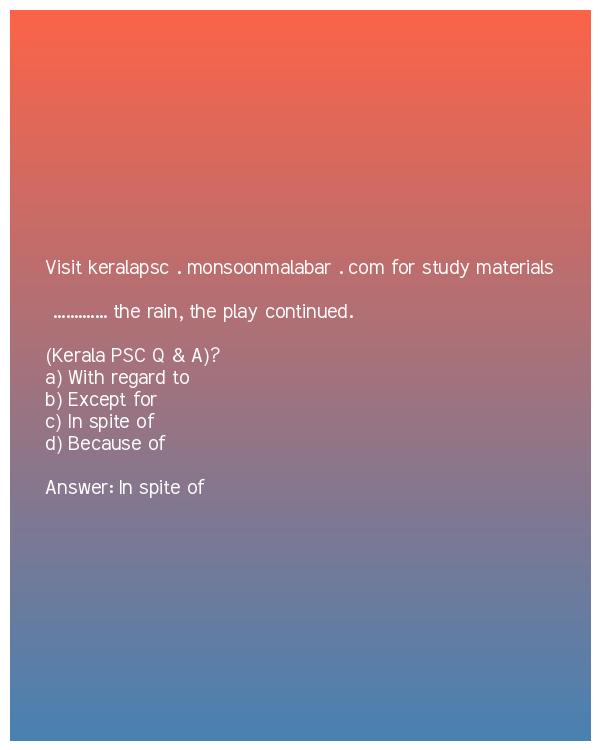 Visit keralapsc . monsoonmalabar . com for study materials
............. the rain, the play continued.
(Kerala PSC Q & A)?
a) With regard to
b) Except for
c) In spite of
d) Because of
Answer: In spite of